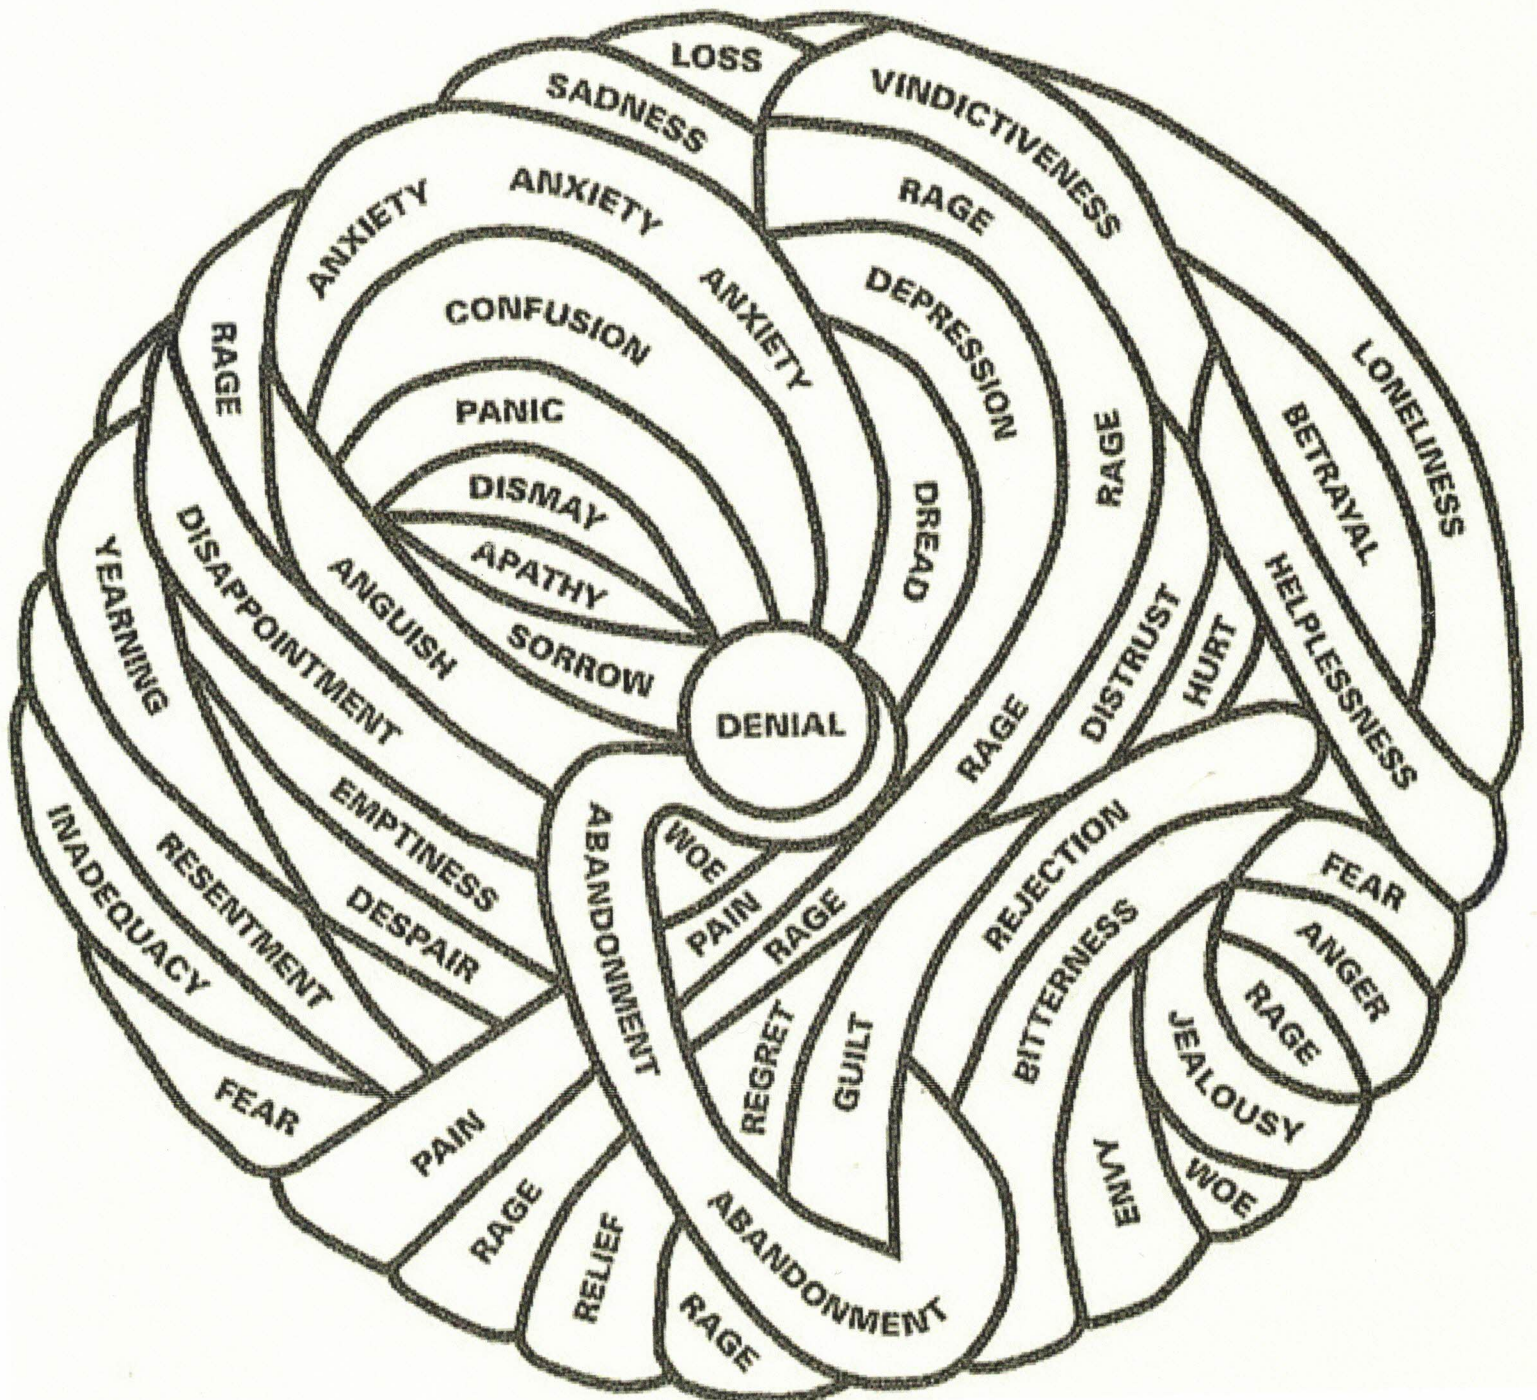 LOSS
VINDICTIVENESS
SADNESS
ANXIETY
ANXIETY
ANXIETY
RAGE
DEPRESSION
CONFUSION
RAGE
LONELINESS
BETRAYAL
PANIC
RAGE
DISMAY
DREAD
APATHY
YEARNING
DISAPPOINTMENT
ANGUISH
SORROW
HELPLESSNESS
DISTRUST
HURT
DENIAL
RAGE
EMPTINESS
ABANDONMENT
WOE
INADEQUACY
RESENTMENT
DESPAIR
PAIN
RAGE
REJECTION
FEAR
BITTERNESS
ANGER
RAGE
REGRET
GUILT
JEALOUSY
FEAR
PAIN
ENVY
WOE
RAGE
RELIEF
ABANDONMENT
RAGE